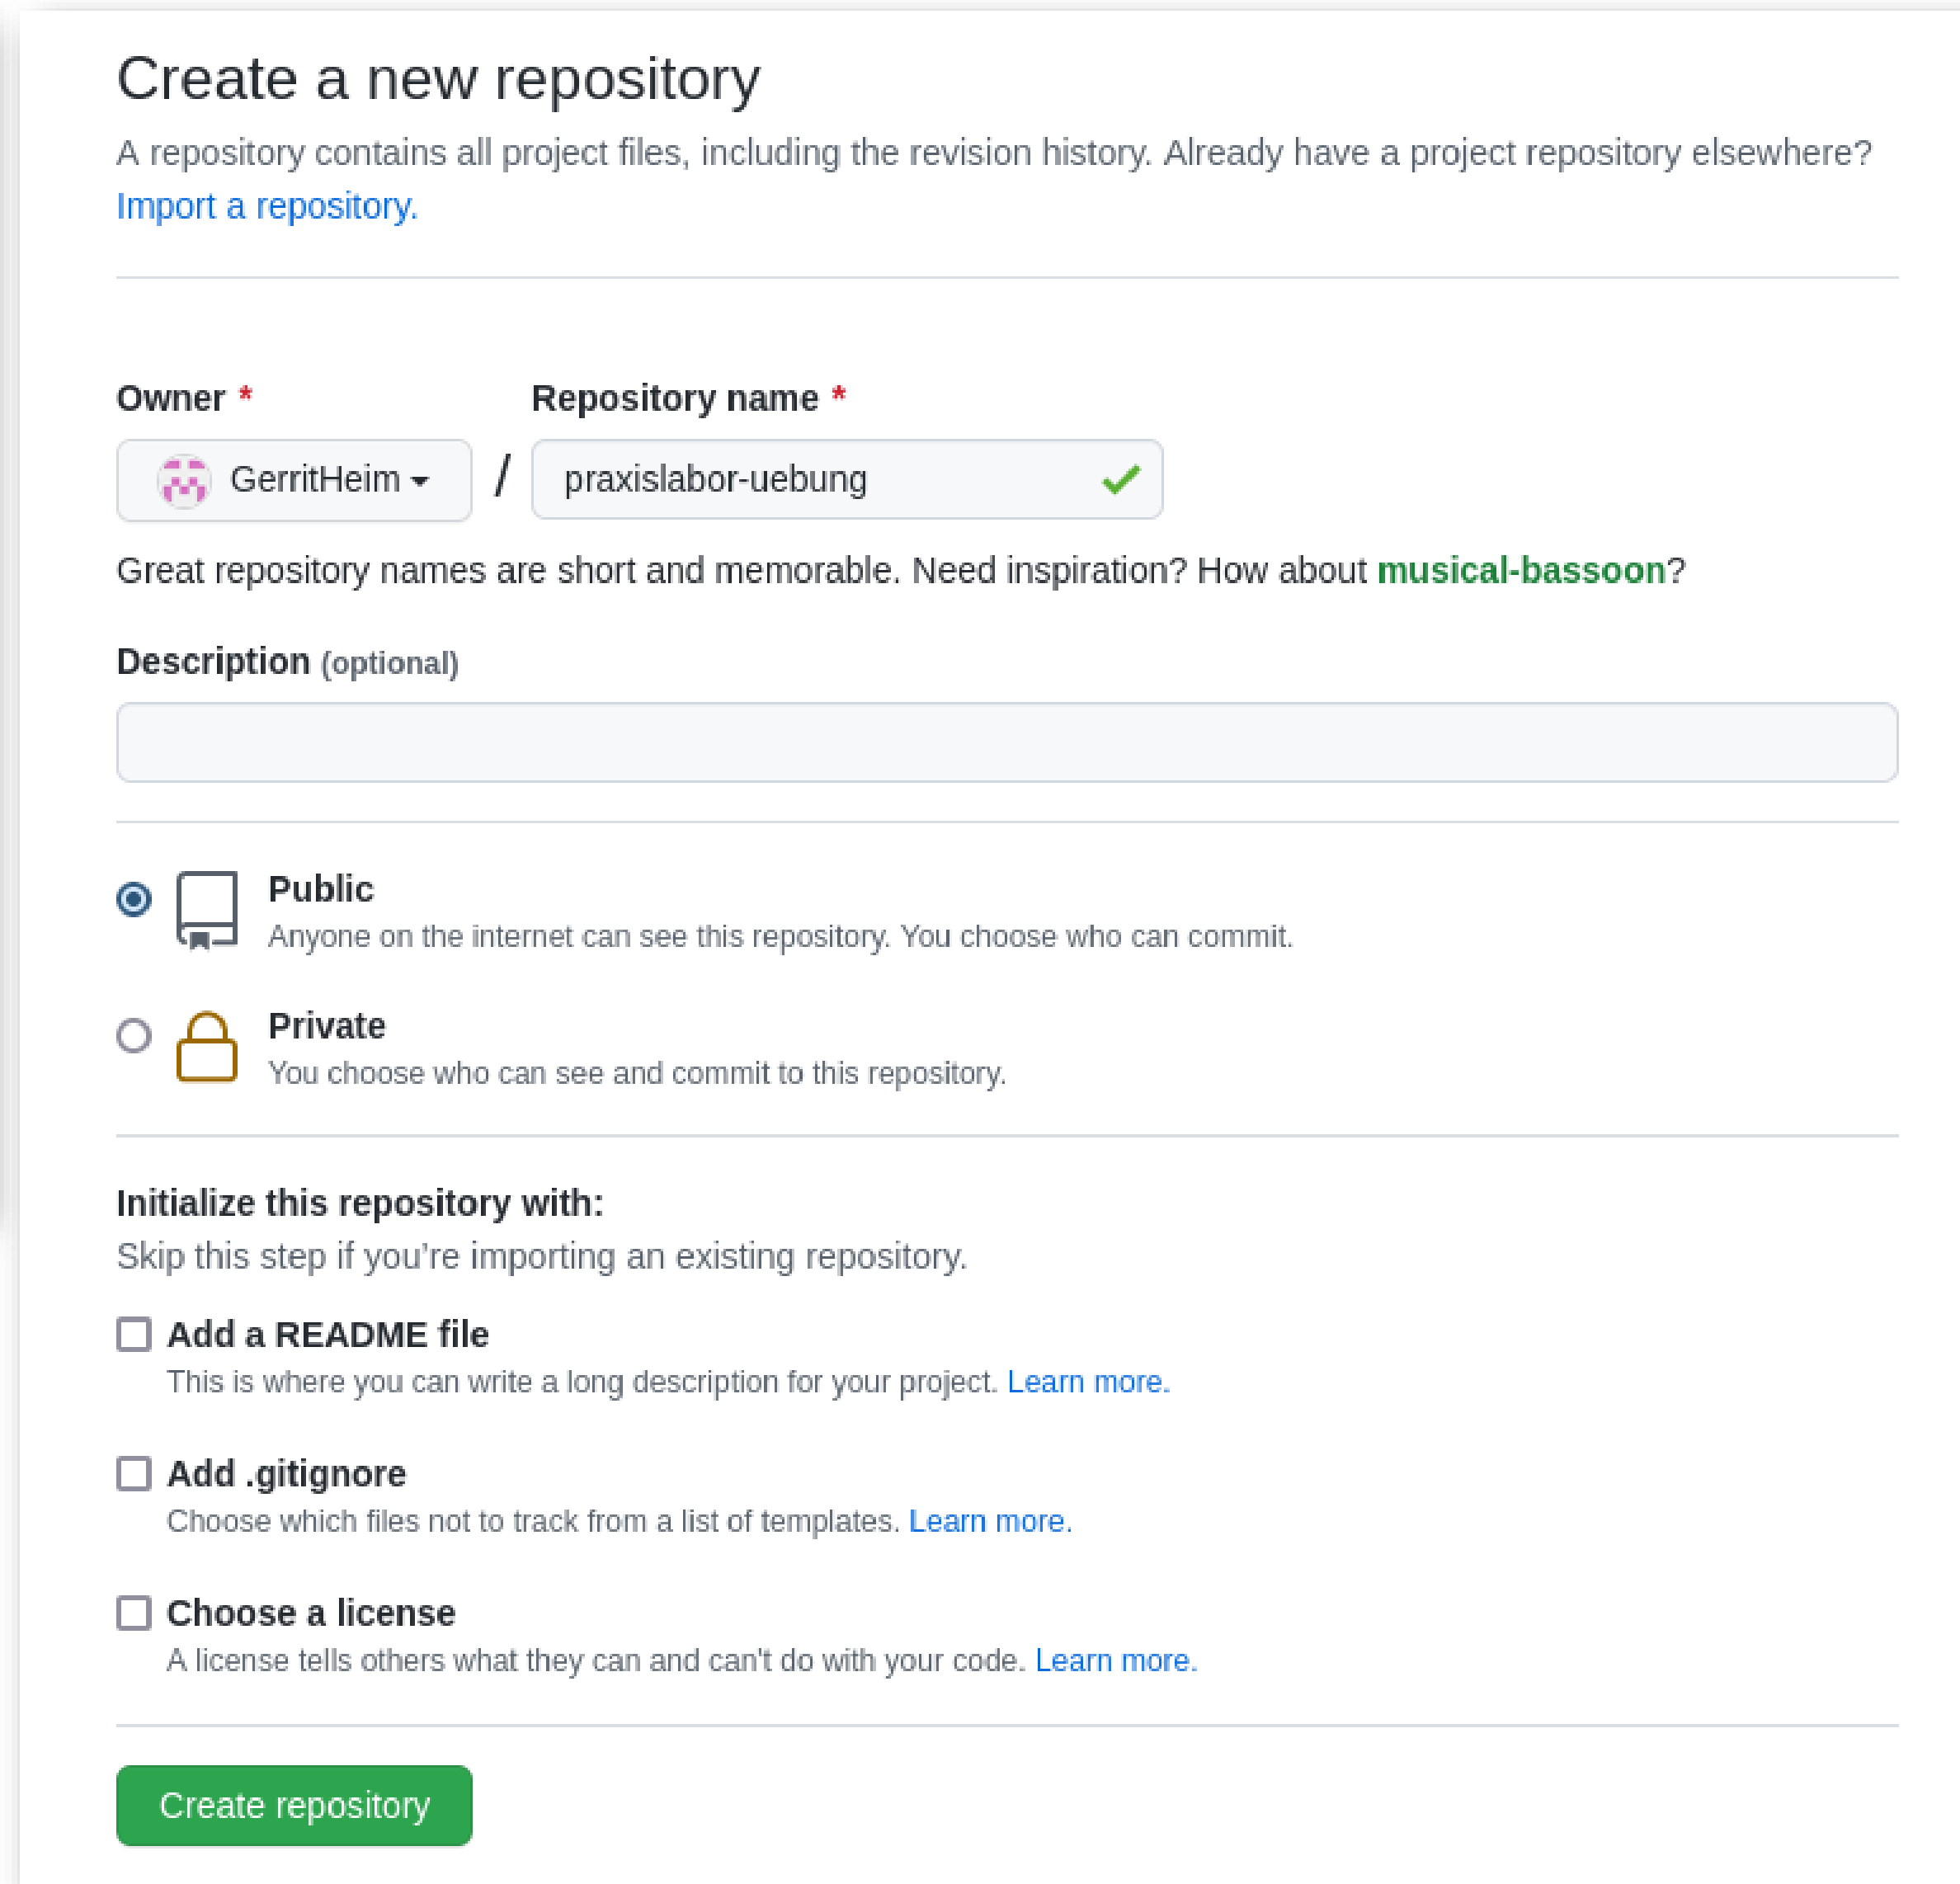 Create a new repository
A repository contains all project files, including the revision history. Already have a project repository elsewhere?
Import a repository.
Owner * Repository name *
GerritHeim / praxislabor-uebung
Great repository names are short and memorable. Need inspiration? How about musical-bassoon?
Description (optional)
Public
Anyone on the internet can see this repository. You choose who can commit.
Private
You choose who can see and commit to this repository.
Initialize this repository with:
Skip this step if you’re importing an existing repository.
Add a README file
This is where you can write a long description for your project. Learn more.
Add .gitignore
Choose which files not to track from a list of templates. Learn more.
Choose a license
A license tells others what they can and can't do with your code. Learn more.
Create repository